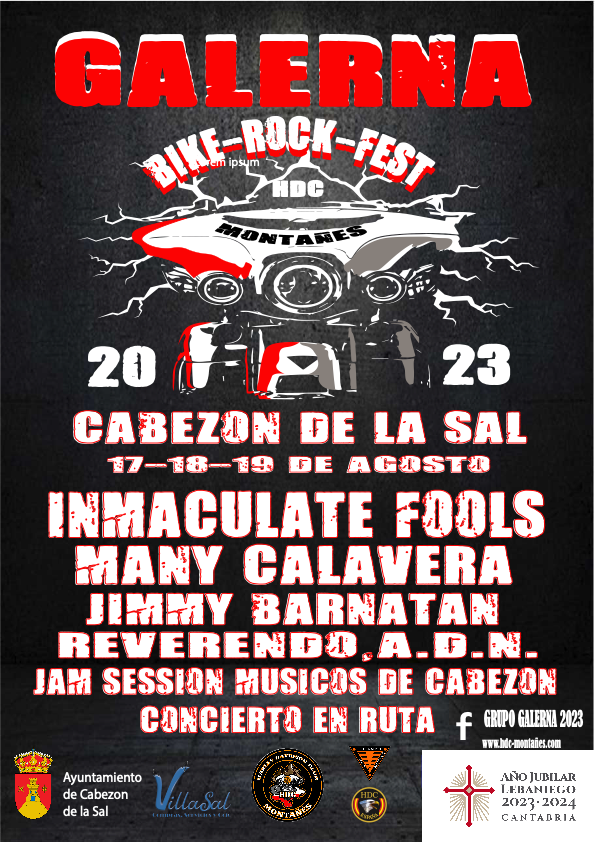 GALERNA
BIKE-ROCK-FEST
rem ipsum
HDC
MONTAÑES
20 23
CABEZON DE LA SAL
17-18-19 DE AGOSTO
INMACULATE FOOLS
MANY CALAVERA
JIMMY BARNATAN
REVERENDO.A.D.N.
JAM SESSION MUSICOS DE CABEZON
CONCIERTO EN RUTA
f GRUPO GALERNA 2023
www.hdc-montañes.com
Ayuntamiento
de Cabezon
de la Sal
VillaSal
HDC
MONTAÑES
HDC
AÑO JUBILAR
LEBANIEGO
2023·2024
CANTABRIA